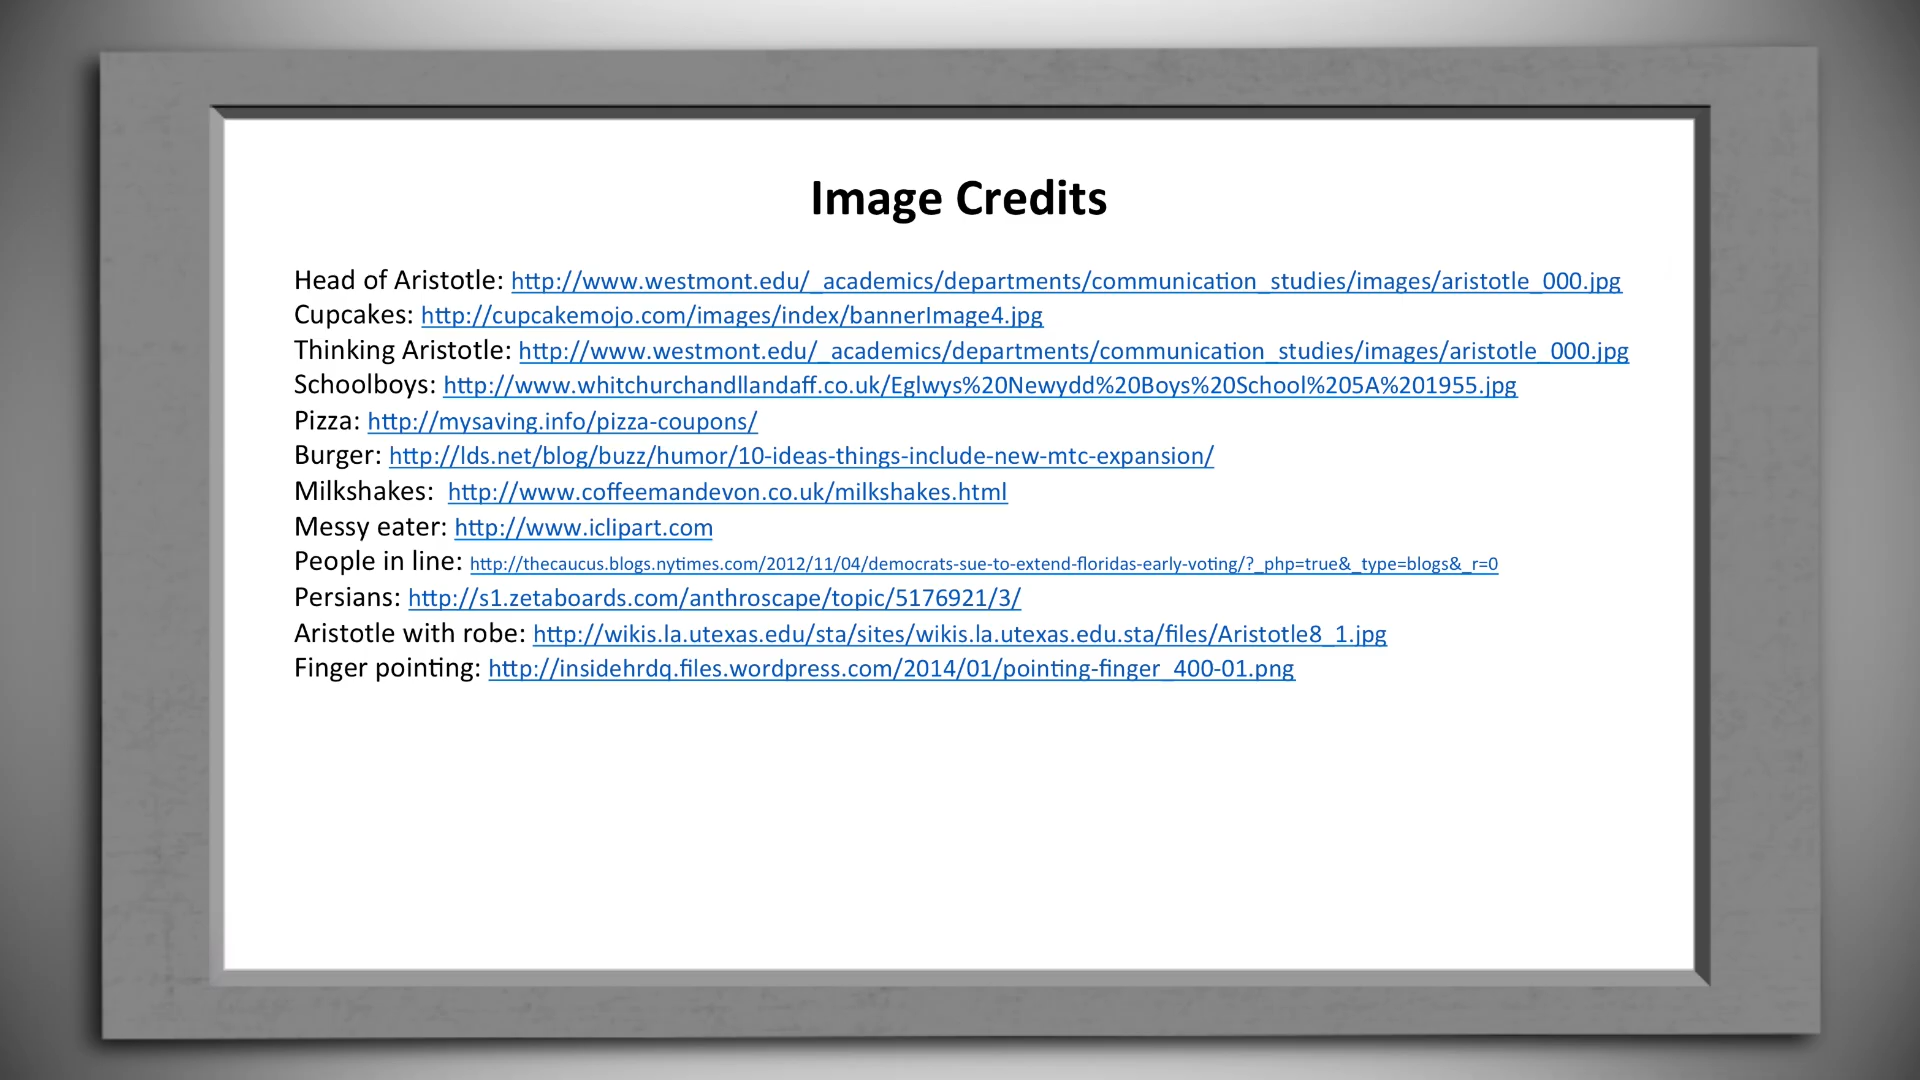 Image Credits
Head of Aristotle: http://www.westmont.edu/_academics/departments/communication_studies/images/aristotle_000.jpg
Cupcakes: http://cupcakemojo.com/images/index/bannerImage4.jpg
Thinking Aristotle: http://www.westmont.edu/_academics/departments/communication_studies/images/aristotle_000.jpg
Schoolboys: http://www.whitchurchandllandaff.co.uk/Eglwys%20Newydd%20Boys%20School%205A%201955.jpg
Pizza: http://mysaving.info/pizza-coupons/
Burger: http://lds.net/blog/buzz/humor/10-ideas-things-include-new-mtc-expansion/
Milkshakes: http://www.coffeemandevon.co.uk/milkshakes.html
Messy eater: http://www.iclipart.com
People in line: http://thecaucus.blogs.nytimes.com/2012/11/04/democrats-sue-to-extend-floridas-early-voting/?_php=true&_type=blogs&_r=0
Persians: http://s1.zetaboards.com/anthroscape/topic/5176921/3/
Aristotle with robe: http://wikis.la.utexas.edu/sta/sites/wikis.la.utexas.edu.sta/files/Aristotle8_1.jpg
Finger pointing: http://insidehrdq.files.wordpress.com/2014/01/pointing-finger_400-01.png